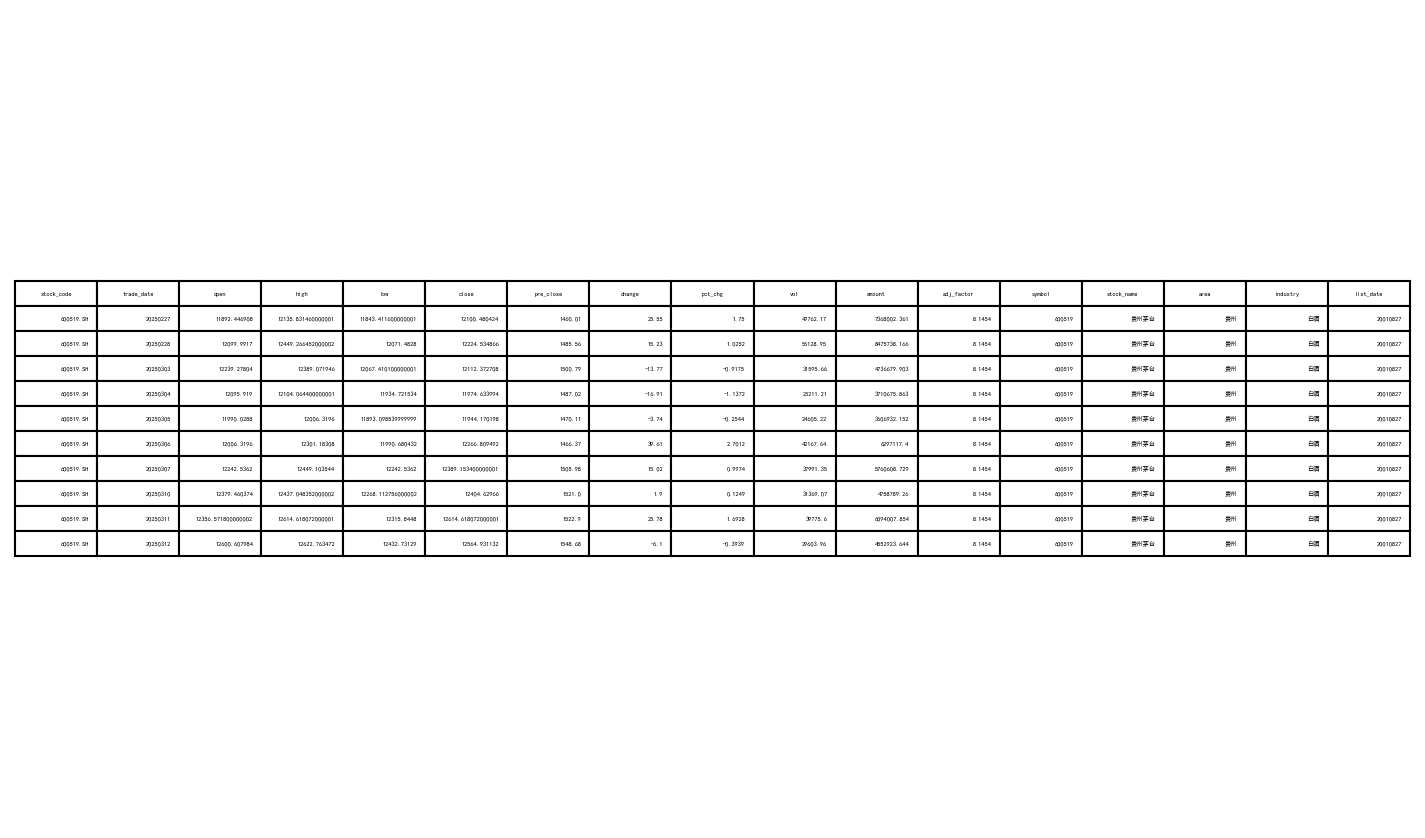 stock_code trade_date open high low close pre_close change pct_chg vol amount adj_factor symbol stock_name area industry list_date
600519.SH 20250227 11892.446908 12135.831460000001 11843.411600000001 12100.480424 1460.01 25.55 1.75 49762.17 7368002.361 8.1454 600519 贵州茅台 贵州 白酒 20010827
600519.SH 20250228 12099.9917 12449.266452000002 12071.4828 12224.534866 1485.56 15.23 1.0252 56128.95 8475738.166 8.1454 600519 贵州茅台 贵州 白酒 20010827
600519.SH 20250303 12239.27804 12389.071946 12067.410100000001 12112.372708 1500.79 -13.77 -0.9175 31595.66 4736679.903 8.1454 600519 贵州茅台 贵州 白酒 20010827
600519.SH 20250304 12095.919 12104.064400000001 11934.721534 11974.633994 1487.02 -16.91 -1.1372 25211.21 3710675.863 8.1454 600519 贵州茅台 贵州 白酒 20010827
600519.SH 20250305 11990.0288 12006.3196 11893.098539999999 11944.170198 1470.11 -3.74 -0.2544 24605.22 3606932.152 8.1454 600519 贵州茅台 贵州 白酒 20010827
600519.SH 20250306 12006.3196 12301.18308 11990.680432 12266.809492 1466.37 39.61 2.7012 42167.64 6297117.4 8.1454 600519 贵州茅台 贵州 白酒 20010827
600519.SH 20250307 12242.5362 12449.103544 12242.5362 12389.153400000001 1505.98 15.02 0.9974 37991.35 5760608.729 8.1454 600519 贵州茅台 贵州 白酒 20010827
600519.SH 20250310 12379.460374 12437.048352000002 12268.112756000002 12404.62966 1521.0 1.9 0.1249 31369.07 4758789.26 8.1454 600519 贵州茅台 贵州 白酒 20010827
600519.SH 20250311 12356.571800000002 12614.618072000001 12315.8448 12614.618072000001 1522.9 25.78 1.6928 39775.6 6094007.854 8.1454 600519 贵州茅台 贵州 白酒 20010827
600519.SH 20250312 12600.607984 12622.763472 12432.73129 12564.931132 1548.68 -6.1 -0.3939 29603.96 4552923.644 8.1454 600519 贵州茅台 贵州 白酒 20010827